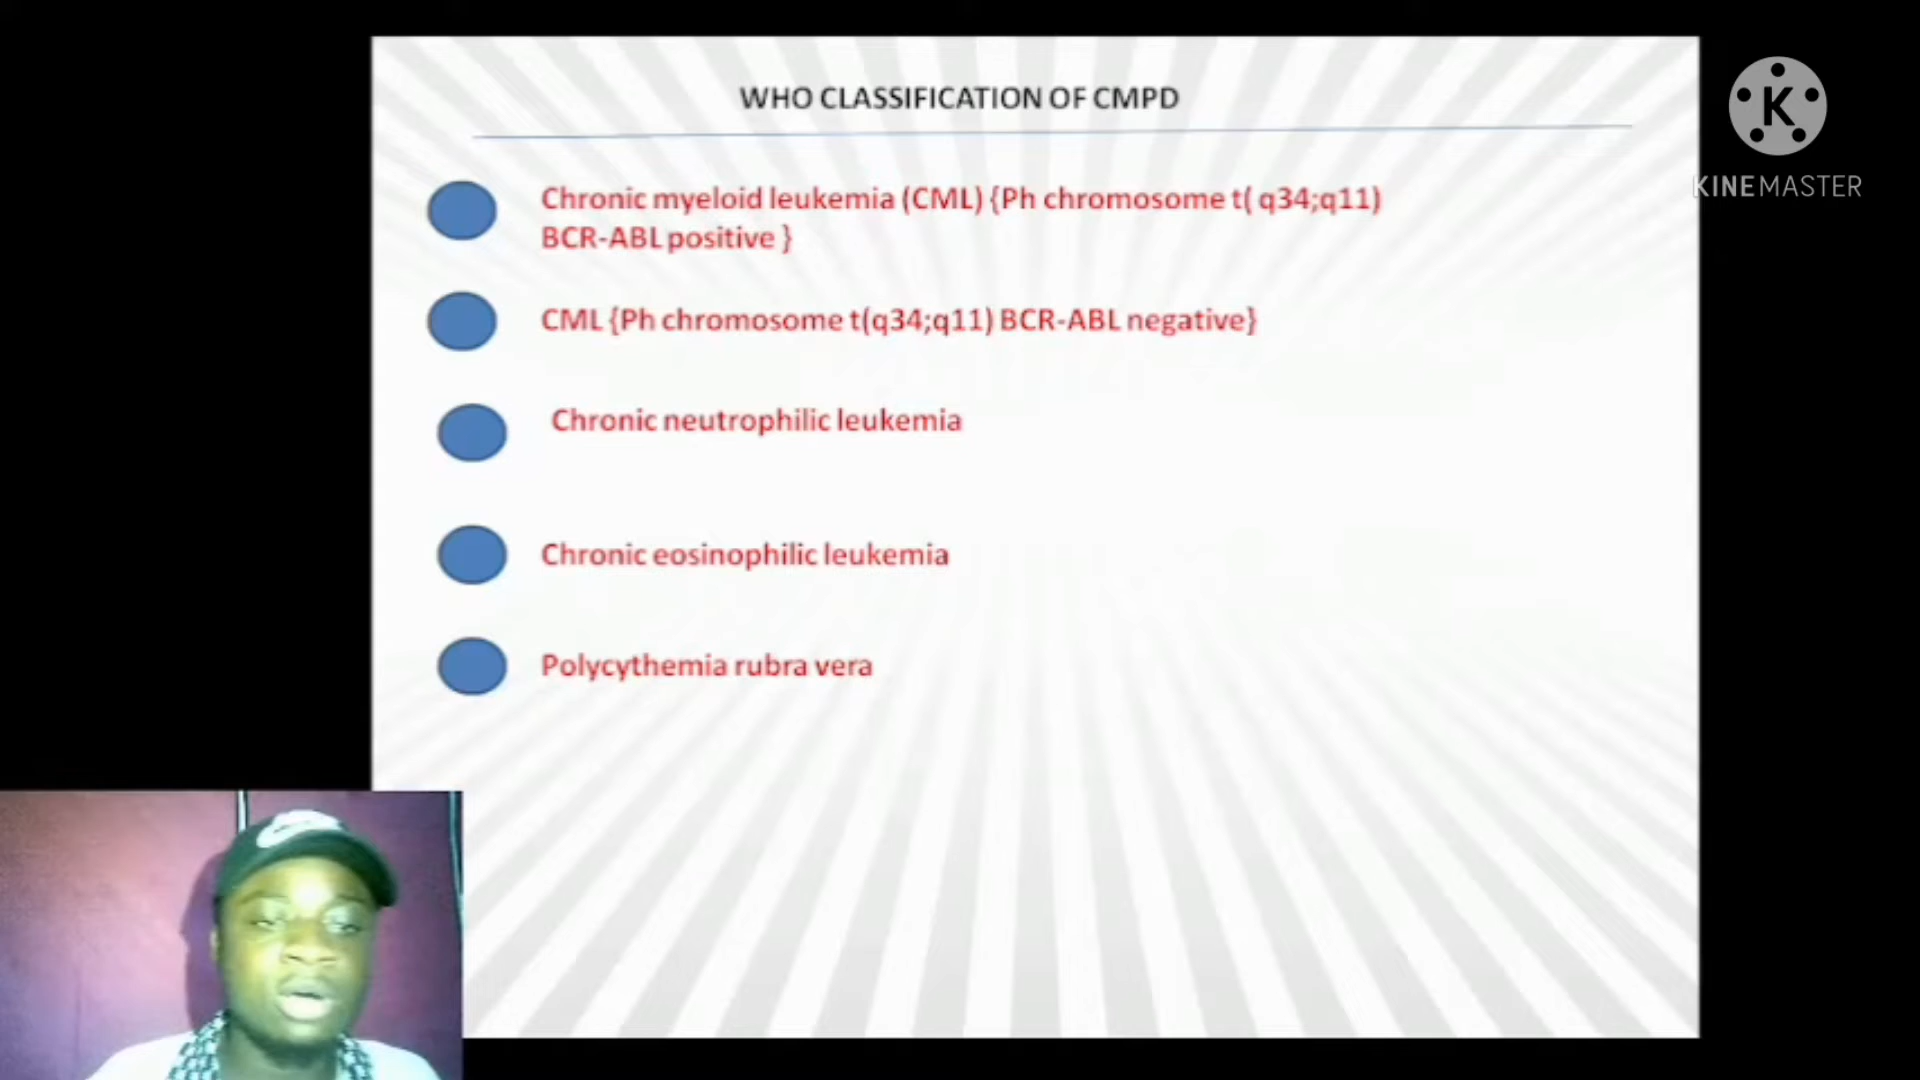 WHO CLASSIFICATION OF CMPD
K
KINEMASTER
Chronic myeloid leukemia (CML) {Ph chromosome t( q34;q11)
BCR-ABL positive }
CML {Ph chromosome t(q34;q11) BCR-ABL negative}
Chronic neutrophilic leukemia
Chronic eosinophilic leukemia
Polycythemia rubra vera